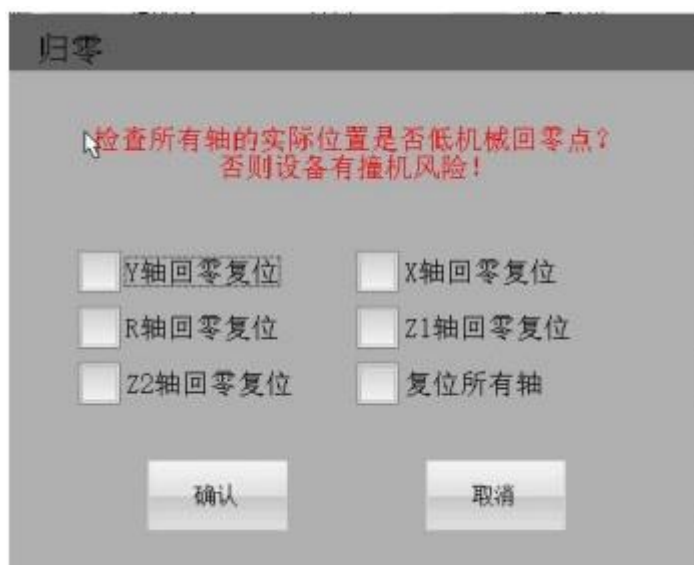 归零
检查所有轴的实际位置是否低机械回零点?
否则设备有撞机风险!
Y轴回零复位
X轴回零复位
R轴回零复位
Z1轴回零复位
Z2轴回零复位
复位所有轴
确认
取消